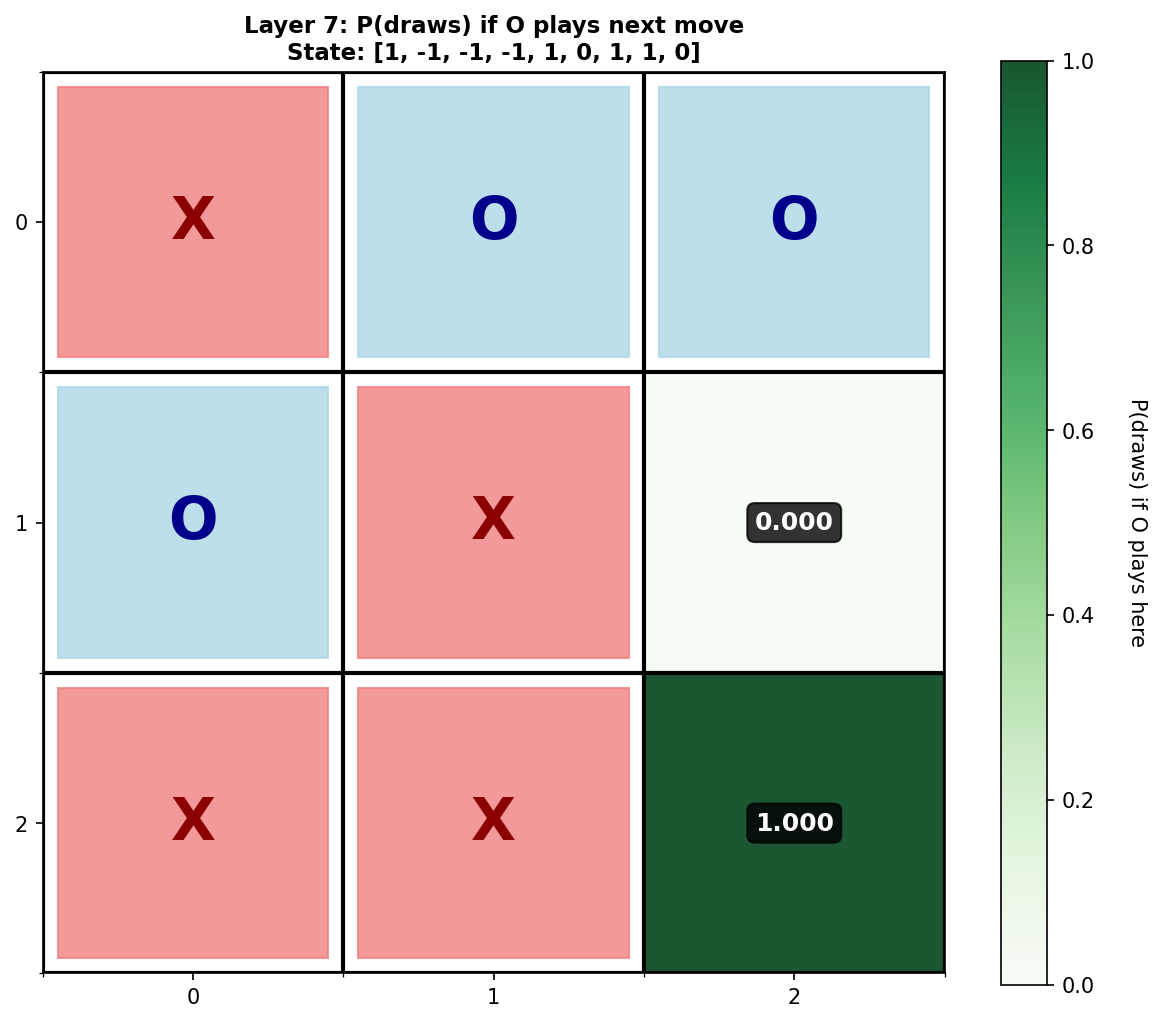 Layer 7: P(draws) if O plays next move
State: [1, -1, -1, -1, 1, 0, 1, 1, 0]
X
O
O
O
X
0.000
X
X
1.000
0
1
2
0
1
2
1.0
0.8
0.6
0.4
0.2
0.0
P(draws) if O plays here